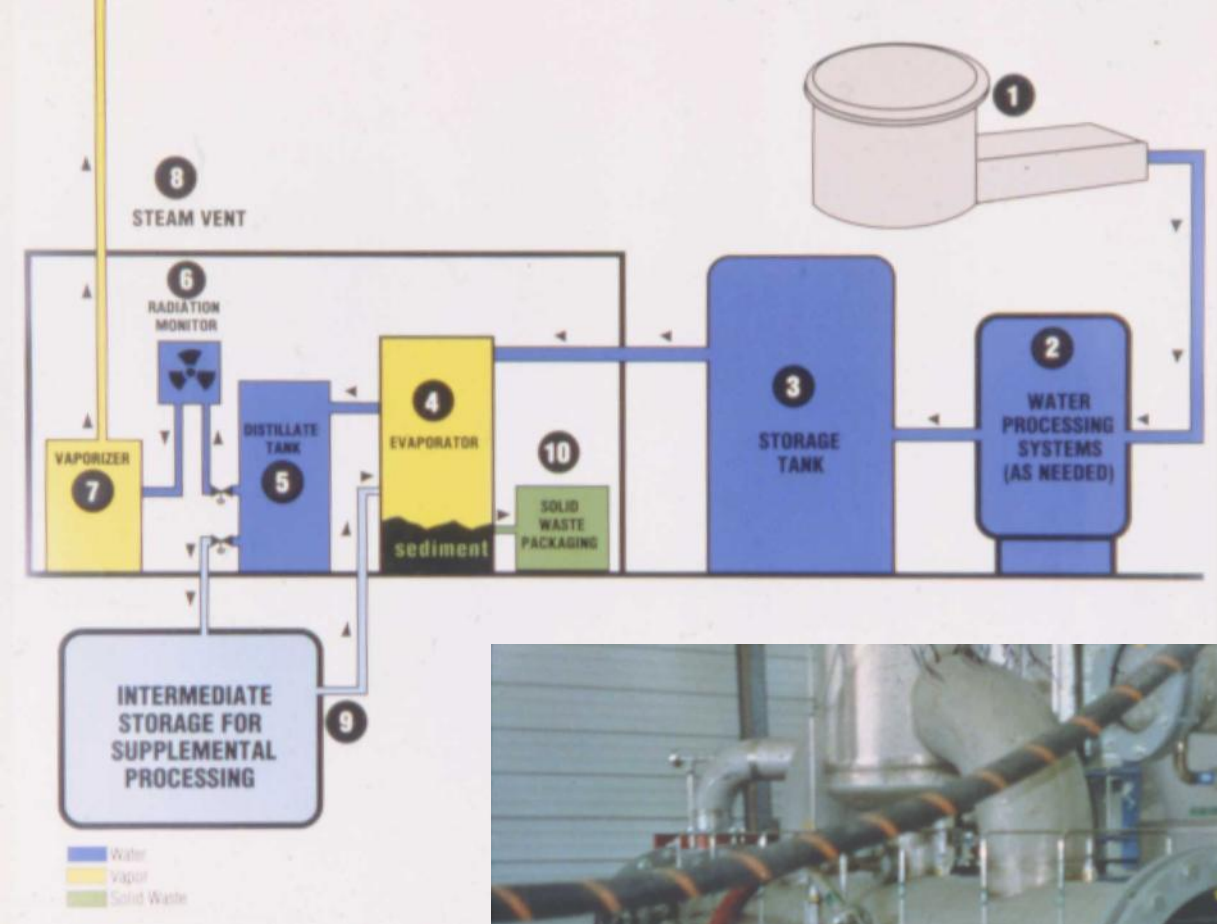 1
8
STEAM VENT
6
RADIATION
MONITOR
2
WATER
PROCESSING
SYSTEMS
(AS NEEDED)
3
STORAGE
TANK
4
EVAPORATOR
DISTILLATE
TANK
5
VAPORIZER
7
10
SOLID
WASTE
PACKAGING
sediment
INTERMEDIATE
STORAGE FOR
SUPPLEMENTAL
PROCESSING
9
Water
Vapor
Solid Waste